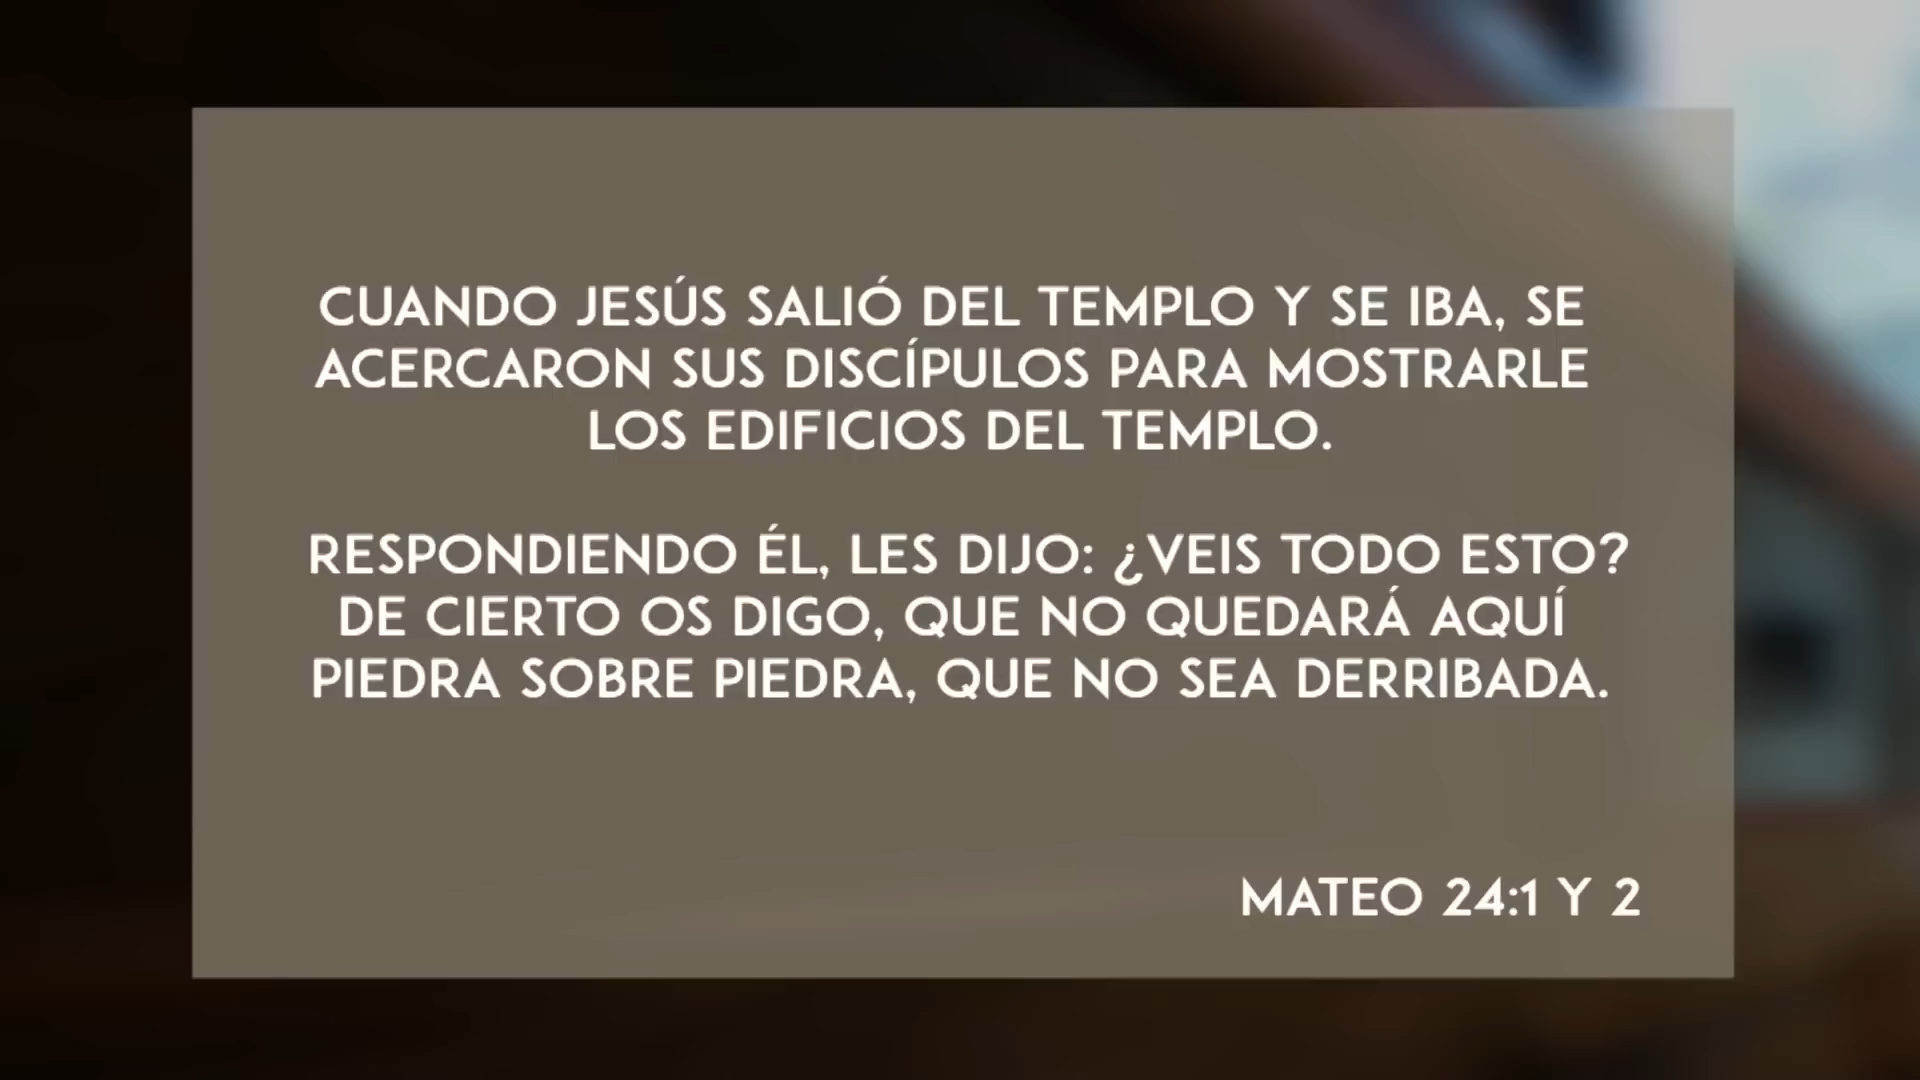 CUANDO JESÚS SALIÓ DEL TEMPLO Y SE IBA, SE
ACERCARON SUS DISCÍPULOS PARA MOSTRARLE
LOS EDIFICIOS DEL TEMPLO.
RESPONDIENDO ÉL, LES DIJO: ¿VEIS TODO ESTO?
DE CIERTO OS DIGO, QUE NO QUEDARÁ AQUÍ
PIEDRA SOBRE PIEDRA, QUE NO SEA DERRIBADA.
MATEO 24:1 Y 2